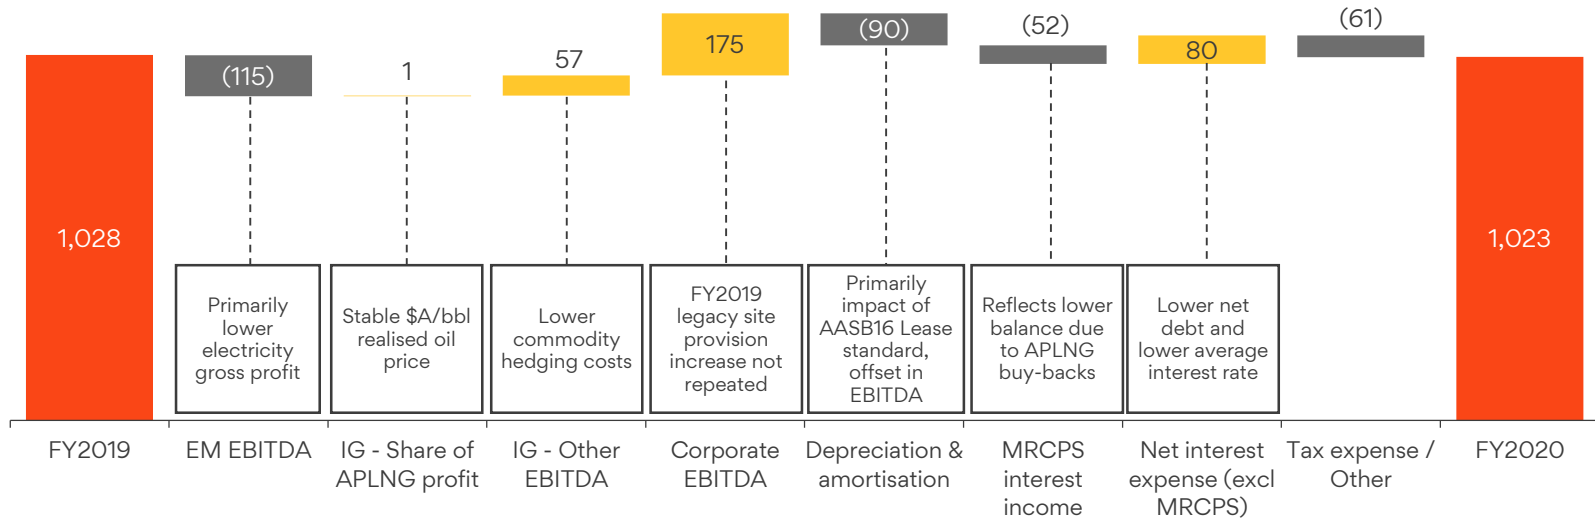 1,028
(115)
1
57
175
(90)
(52)
80
(61)
1,023
Primarily
lower
electricity
gross profit
Stable $A/bbl
realised oil
price
Lower
commodity
hedging costs
FY2019
legacy site
provision
increase not
repeated
Primarily
impact of
AASB16 Lease
standard,
offset in
EBITDA
Reflects lower
balance due
to APLNG
buy-backs
Lower net
debt and
lower average
interest rate
FY2019
EM EBITDA
IG - Share of
APLNG profit
IG - Other
EBITDA
Corporate
EBITDA
Depreciation &
amortisation
MRCPS
interest
income
Net interest
expense (excl
MRCPS)
Tax expense /
Other
FY2020